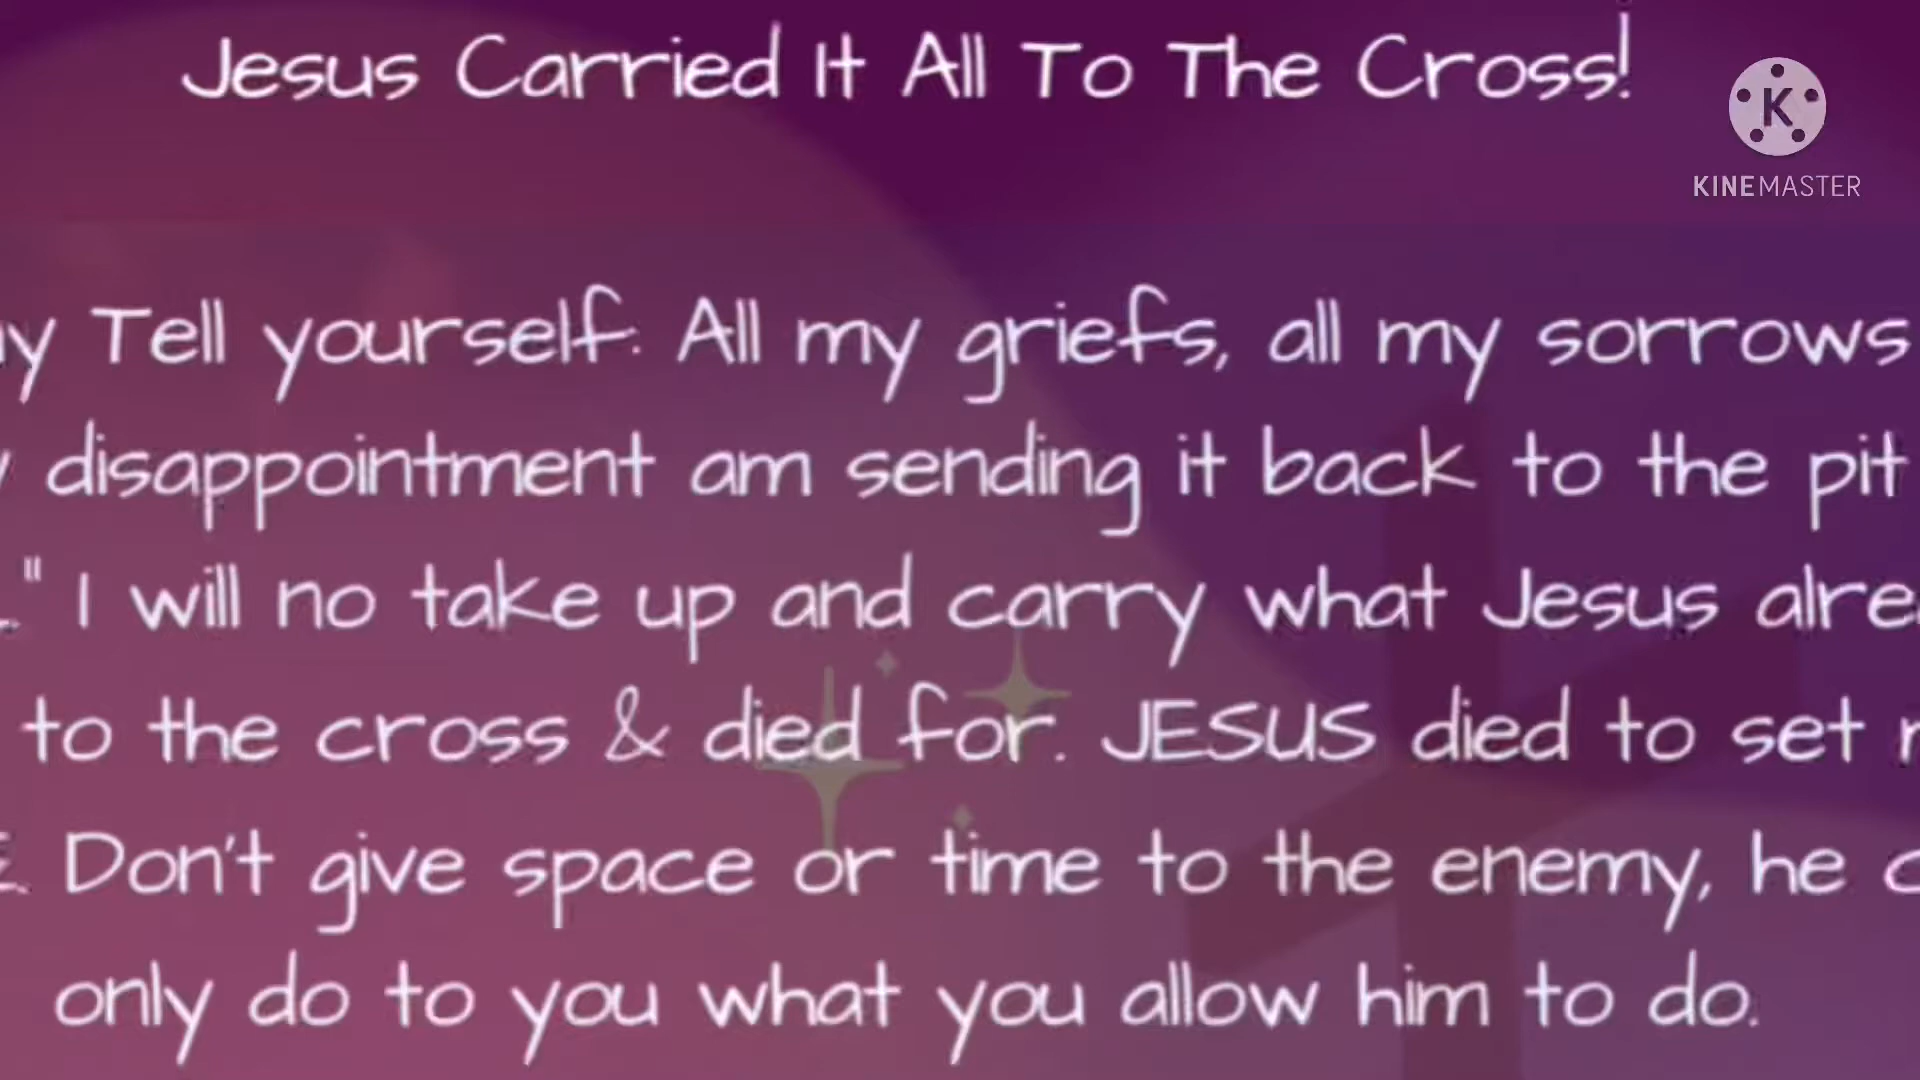 Jesus Carried It All To The Cross!
KINEMASTER
Tell yourself: All my griefs, all my sorrows
disappointment am sending it back to the pit
" I will no take up and carry what Jesus
to the cross & died for. JESUS died to set
Don't give space or time to the enemy, he
only do to you what you allow him to do.